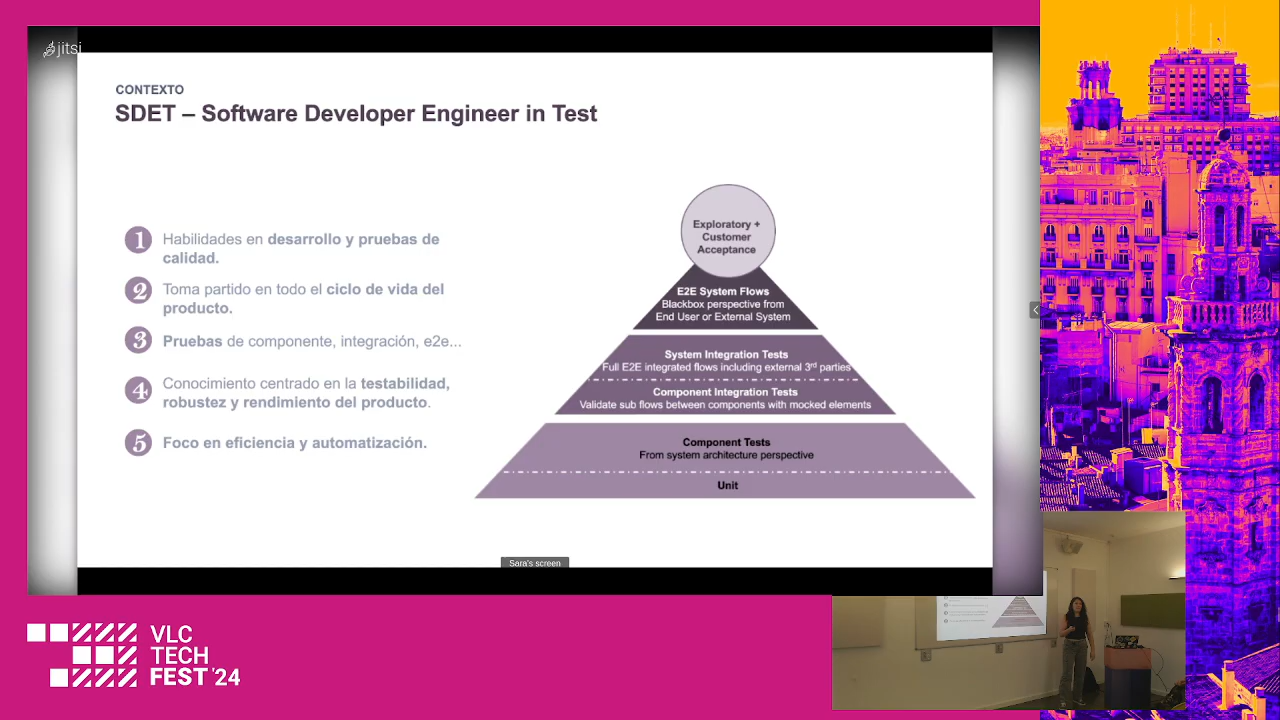 jitsi
CONTEXTO
SDET – Software Developer Engineer in Test
1 Habilidades en desarrollo y pruebas de
calidad.
2 Toma partido en todo el ciclo de vida del
producto.
3 Pruebas de componente, integración, e2e...
4 Conocimiento centrado en la testabilidad,
robustez y rendimiento del producto.
5 Foco en eficiencia y automatización.
Exploratory +
Customer
Acceptance
E2E System Flows
Blackbox perspective from
End User or External System
System Integration Tests
Full E2E integrated flows including external 3rd parties
Component Integration Tests
Validate sub flows between components with mocked elements
Component Tests
From system architecture perspective
Unit
Sara's screen
VLC
TECH
FEST '24